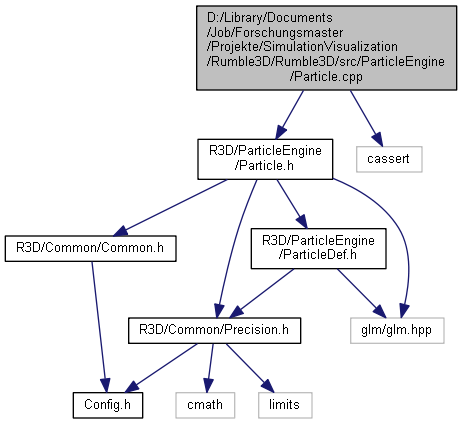 D:/Library/Documents
/Job/Forschungsmaster
/Projekte/SimulationVisualization
/Rumble3D/Rumble3D/src/ParticleEngine
/Particle.cpp
R3D/ParticleEngine
/Particle.h
cassert
R3D/Common/Common.h
R3D/ParticleEngine
/ParticleDef.h
R3D/Common/Precision.h
glm/glm.hpp
Config.h
cmath
limits